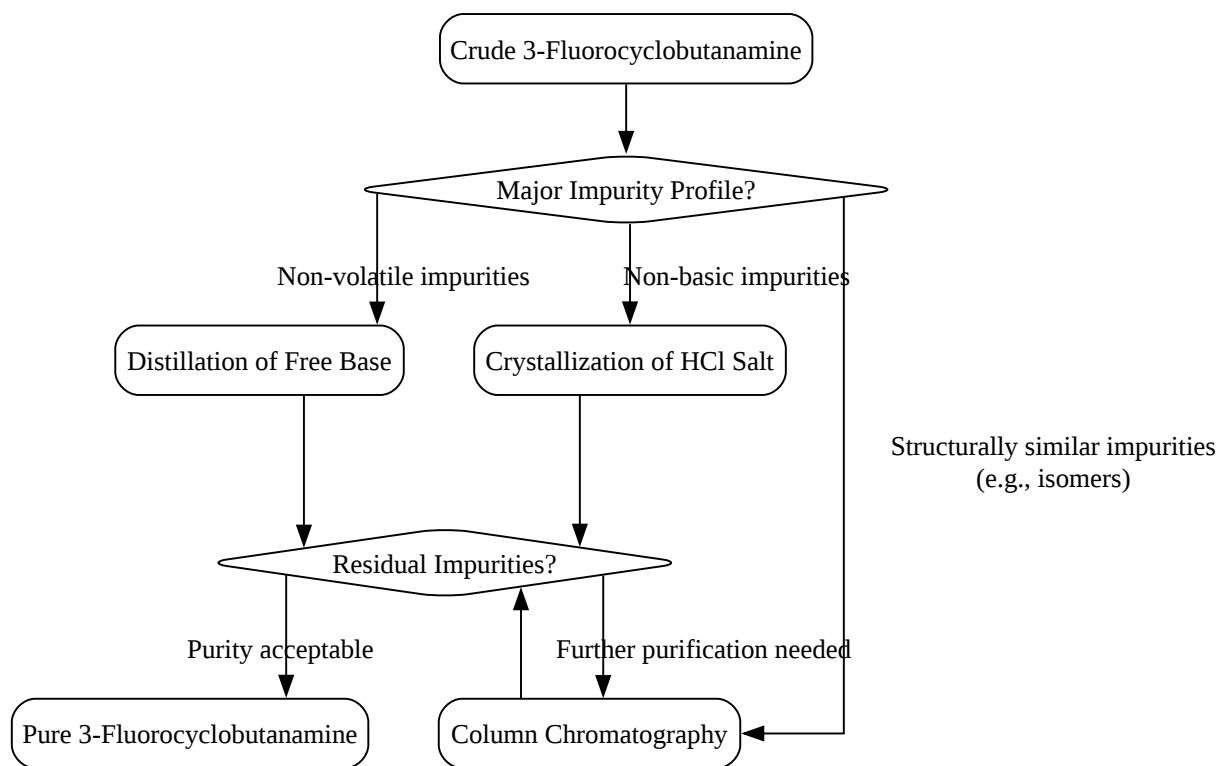 Crude 3-Fluorocyclobutanamine
Major Impurity Profile?
Non-volatile impurities
Non-basic impurities
Distillation of Free Base
Crystallization of HCl Salt
Structurally similar impurities
(e.g., isomers)
Residual Impurities?
Purity acceptable
Further purification needed
Pure 3-Fluorocyclobutanamine
Column Chromatography